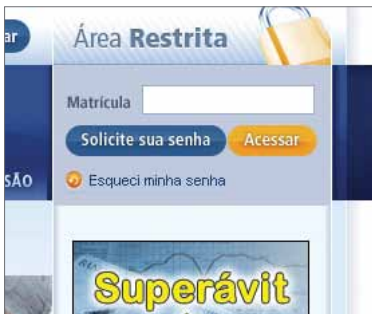 ar
Área Restrita
Matrícula
Solicite sua senha Acessar
SÃO
Esqueci minha senha
Superávit